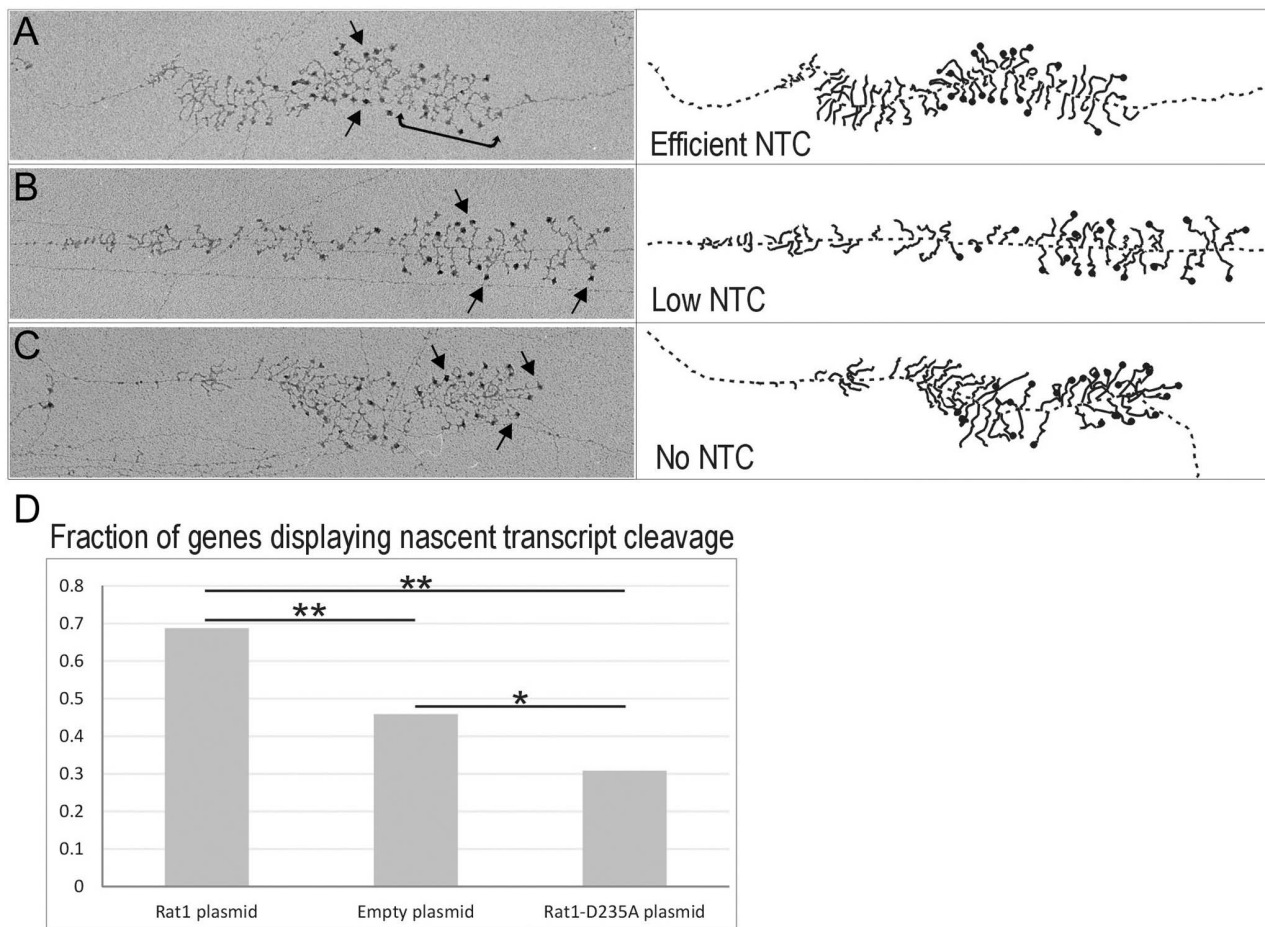 A
Efficient NTC
B
Low NTC
C
No NTC
D
Fraction of genes displaying nascent transcript cleavage
0.8
**
0.7
**
0.6
0.5
*
0.4
0.3
0.2
0.1
0
Rat1 plasmid Empty plasmid Rat1-D235A plasmid